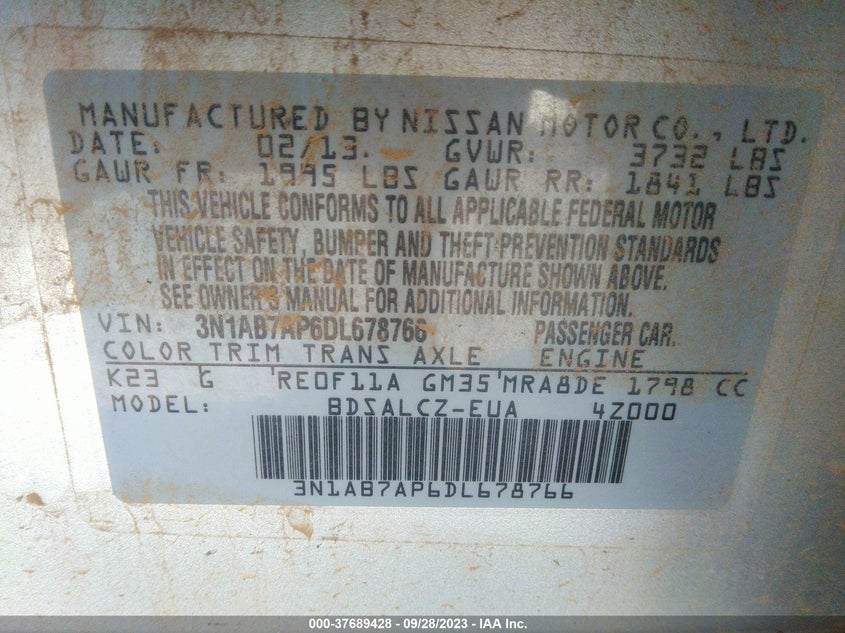 MANUFACTURED BY NISSAN MOTOR CO., LTD.
DATE: 02/13. GVWR: 3732 LBS
GAWR FR: 1995 LBS GAWR RR: 1841 LBS
THIS VEHICLE CONFORMS TO ALL APPLICABLE FEDERAL MOTOR
VEHICLE SAFETY, BUMPER AND THEFT PREVENTION STANDARDS
IN EFFECT ON THE DATE OF MANUFACTURE SHOWN ABOVE.
SEE OWNER'S MANUAL FOR ADDITIONAL INFORMATION.
VIN: 3N1AB7AP6DL678766 PASSENGER CAR.
COLOR TRIM TRANS AXLE ENGINE
K23 G RE0F11A GM35 MRA8DE 1798 CC
MODEL: BDSALCZ-EUA 4Z000
3N1AB7AP6DL678766
000-37689428 - 09/28/2023 - IAA Inc.